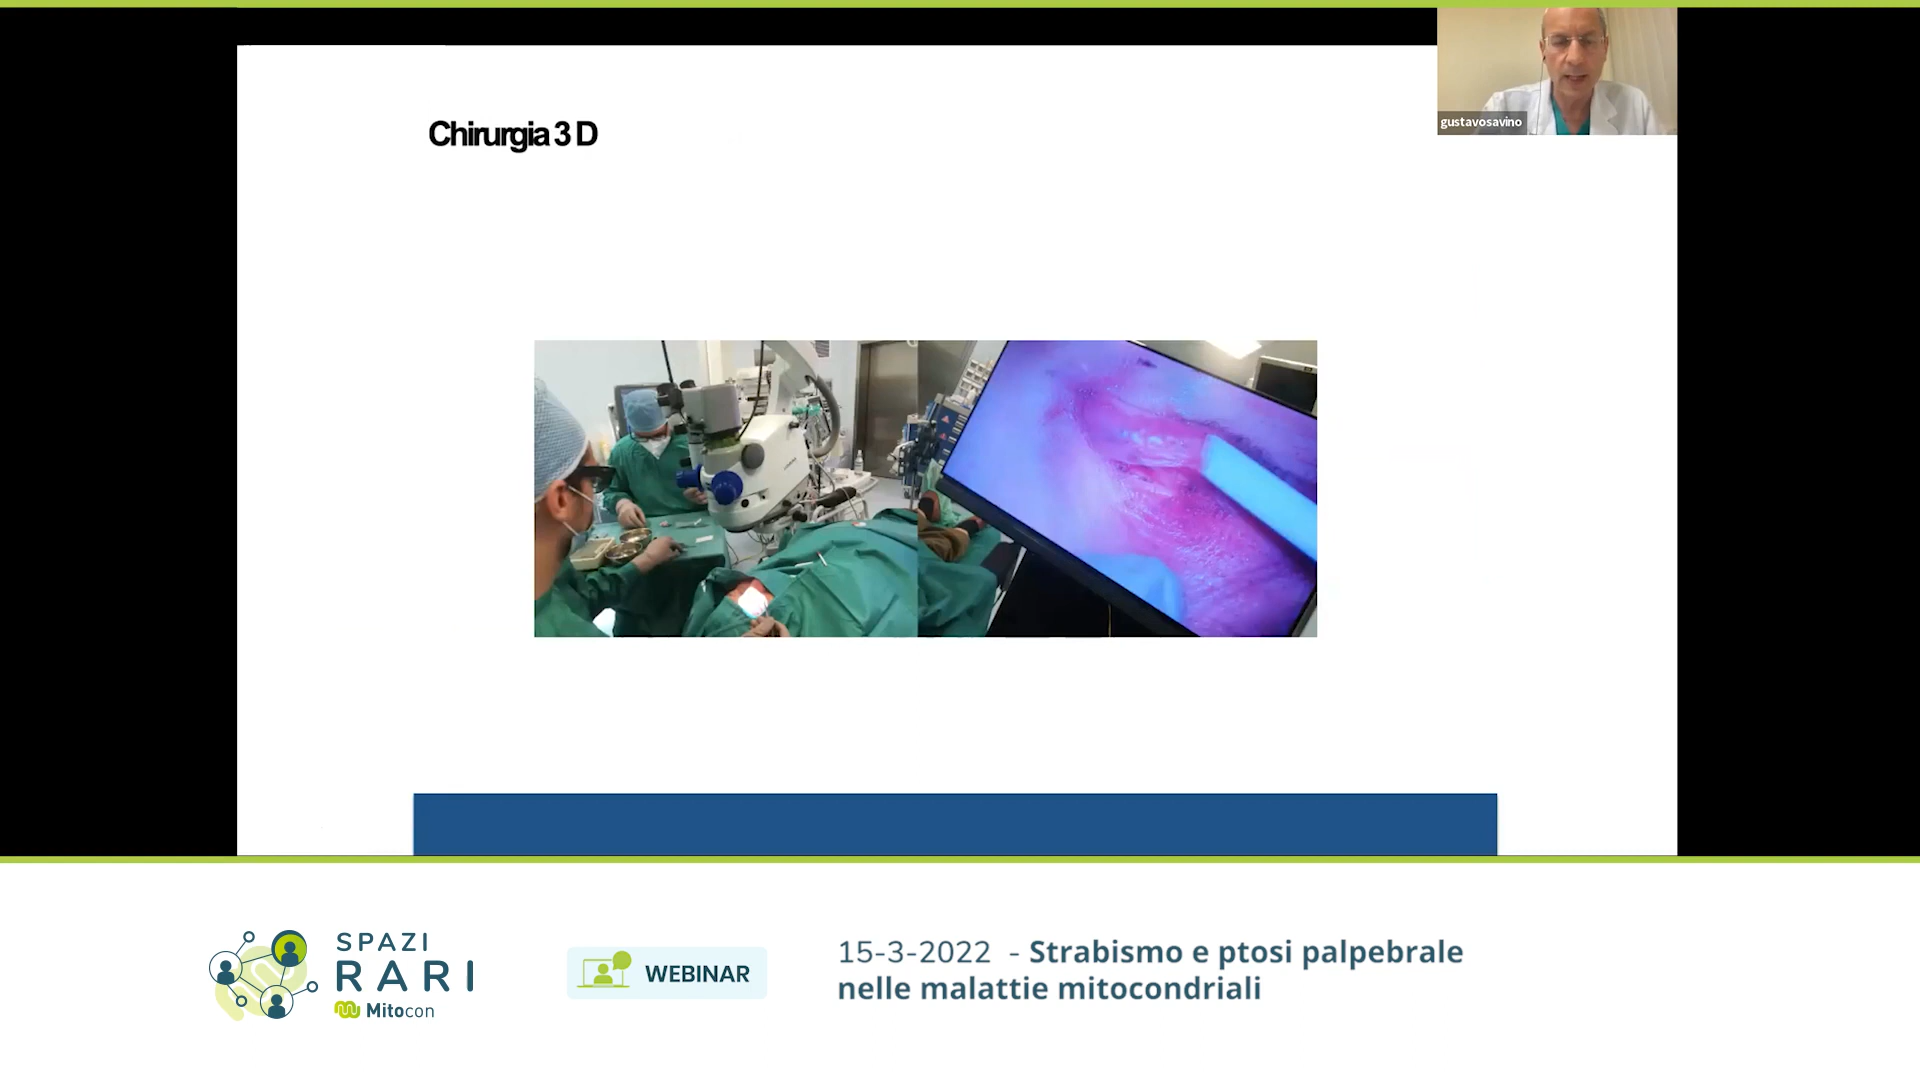 Chirurgia 3 D
gustavosavino
SPAZI
RARI
Mitocon
WEBINAR
15-3-2022 - Strabismo e ptosi palpebrale
nelle malattie mitocondriali